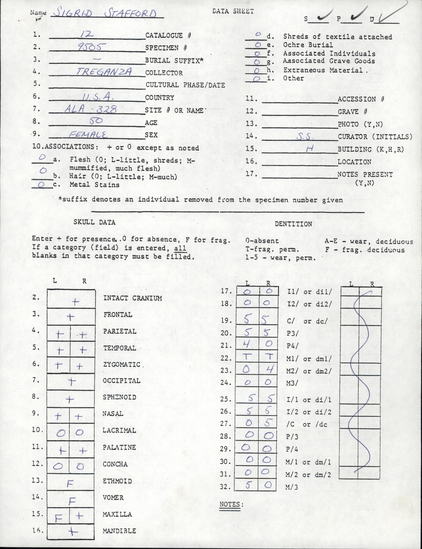 Name SIGRID STAFFORD DATA SHEET
S ✓ P ✓ D ✓
1. 12 CATALOGUE #
2. 9505 SPECIMEN #
3. — BURIAL SUFFIX*
4. TREGANZA COLLECTOR
5. CULTURAL PHASE/DATE
6. U.S.A. COUNTRY
7. ALA-328 SITE # OR NAME
8. 50 AGE
9. FEMALE SEX
10. ASSOCIATIONS: + or 0 except as noted
0 a. Flesh (0; L-little, shreds; M-mummified, much flesh)
0 b. Hair (0; L-little; M-much)
0 c. Metal Stains
0 d. Shreds of textile attached
0 e. Ochre Burial
0 f. Associated Individuals
0 g. Associated Grave Goods
0 h. Extraneous Material.
0 i. Other
11. ACCESSION #
12. GRAVE #
13. PHOTO (Y,N)
14. S.S. CURATOR (INITIALS)
15. H BUILDING (K,H,R)
16. LOCATION
17. NOTES PRESENT
(Y,N)
*suffix denotes an individual removed from the specimen number given
SKULL DATA
Enter + for presence, 0 for absence, F for frag.
If a category (field) is entered, all
blanks in that category must be filled.
L R
2. + INTACT CRANIUM
3. + FRONTAL
4. + + PARIETAL
5. + + TEMPORAL
6. + + ZYGOMATIC
7. + OCCIPITAL
8. + SPHENOID
9. + + NASAL
10. 0 0 LACRIMAL
11. + + PALATINE
12. 0 0 CONCHA
13. F ETHMOID
14. F VOMER
15. F + MAXILLA
16. + MANDIBLE
DENTITION
0-absent A-E - wear, deciduous
T-frag. perm. F - frag. deciduous
1-5 - wear, perm.
L R L R
17. 0 0 I1/ or di1/
18. 0 0 I2/ or di2/
19. 5 5 C/ or dc/
20. 5 5 P3/
21. 4 0 P4/
22. T T M1/ or dm1/
23. 0 4 M2/ or dm2/
24. 0 0 M3/
25. 5 5 I/1 or di/1
26. 5 5 I/2 or di/2
27. 0 5 /C or /dc
28. 0 0 P/3
29. 0 0 P/4
30. 0 0 M/1 or dm/1
31. 0 0 M/2 or dm/2
32. 5 0 M/3
NOTES: